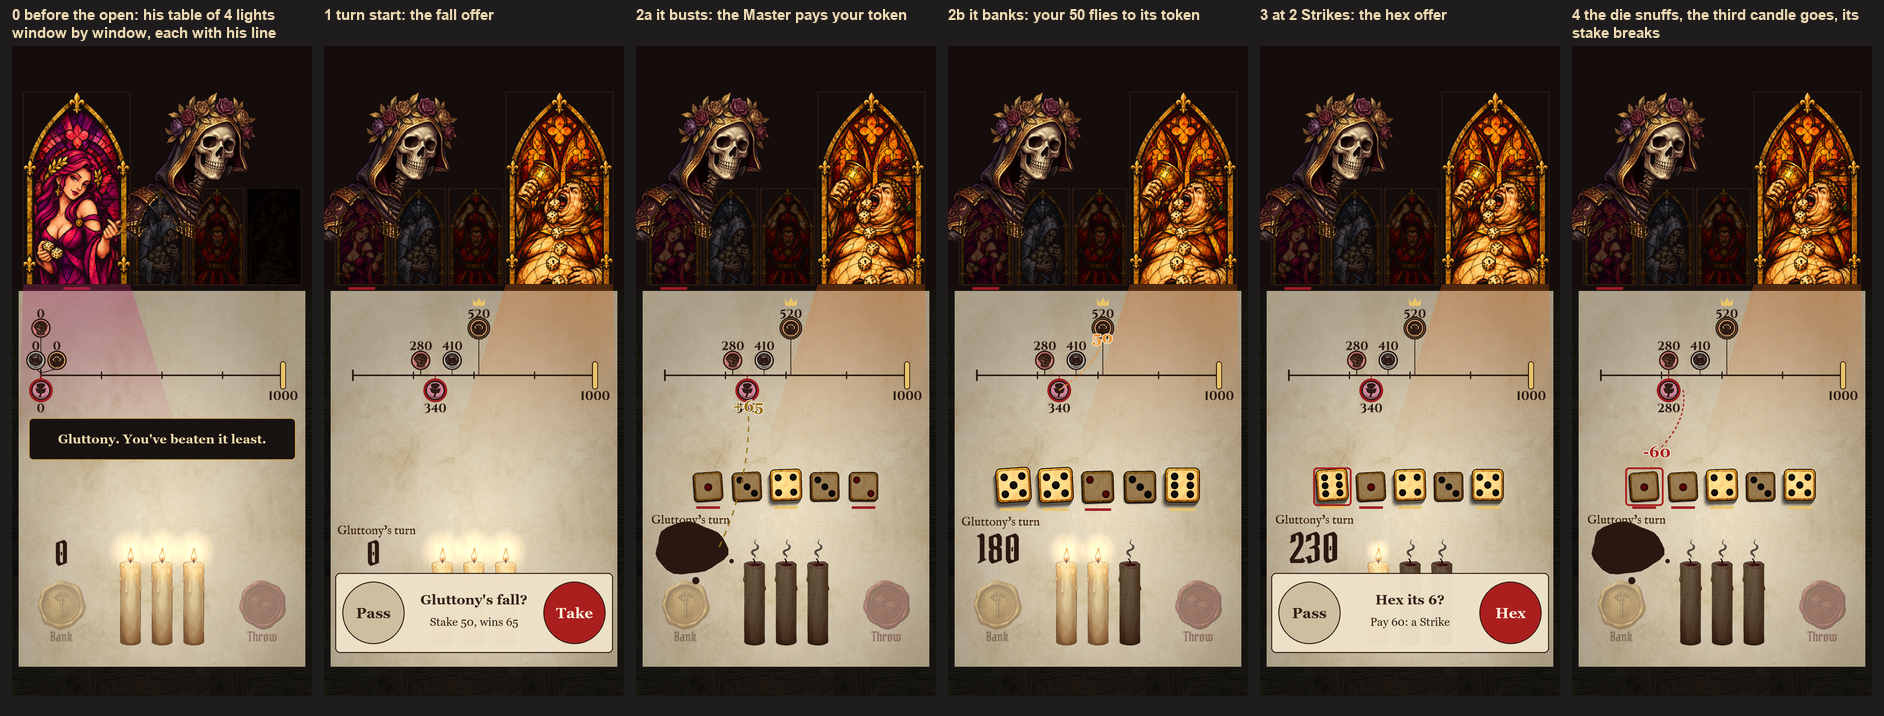 0 before the open: his table of 4 lights
window by window, each with his line
0
0 0
0
1000
Gluttony. You've beaten it least.
0
Bank
Throw
1 turn start: the fall offer
520
280 410
340
1000
Gluttony's turn
0
Pass
Gluttony's fall?
Stake 50, wins 65
Take
2a it busts: the Master pays your token
520
280 410
+65
1000
Gluttony's turn
Bank
Throw
2b it banks: your 50 flies to its token
520
50
280 410
340
1000
Gluttony's turn
180
Bank
Throw
3 at 2 Strikes: the hex offer
520
280 410
340
1000
Gluttony's turn
230
Pass
Hex its 6?
Pay 60: a Strike
Hex
4 the die snuffs, the third candle goes, its
stake breaks
520
280 410
280
1000
-60
Gluttony's turn
Bank
Throw